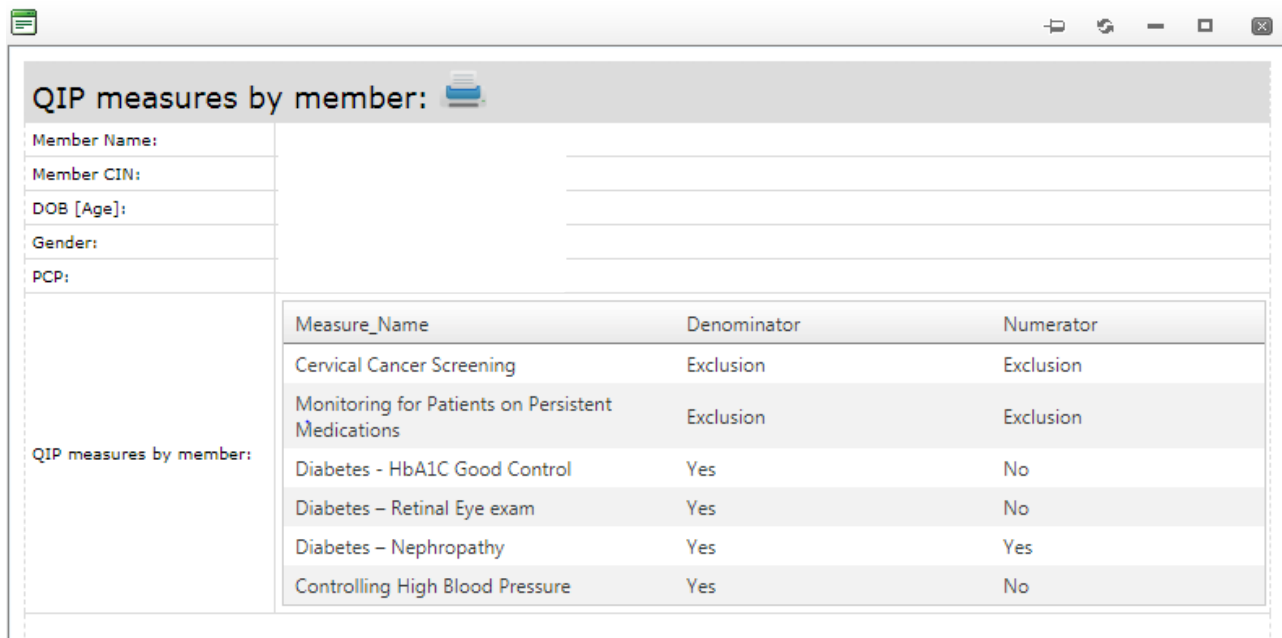 QIP measures by member:
Member Name:
Member CIN:
DOB [Age]:
Gender:
PCP:
QIP measures by member:
Measure_Name Denominator Numerator
Cervical Cancer Screening Exclusion Exclusion
Monitoring for Patients on Persistent
Medications Exclusion Exclusion
Diabetes - HbA1C Good Control Yes No
Diabetes – Retinal Eye exam Yes No
Diabetes – Nephropathy Yes Yes
Controlling High Blood Pressure Yes No